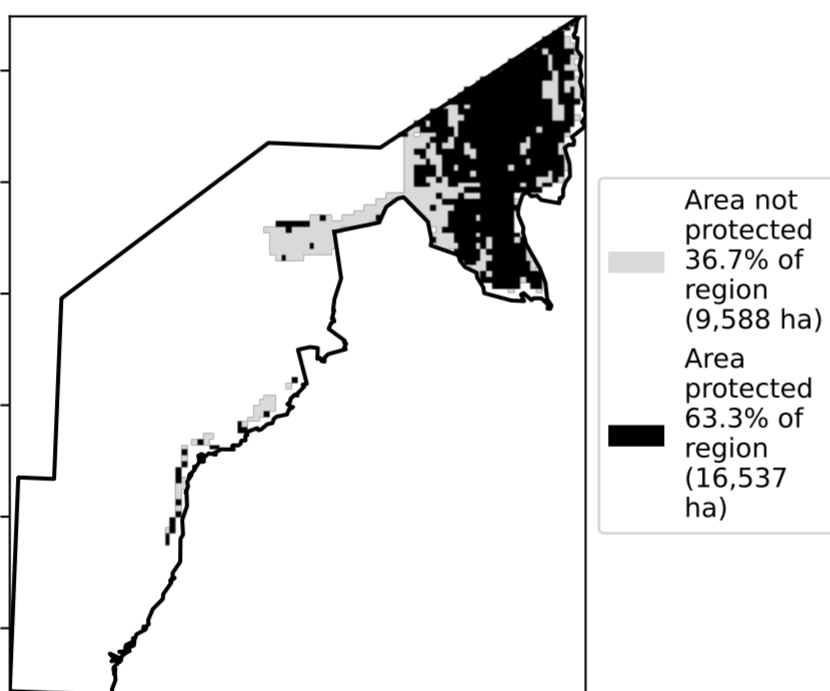 Area not
protected
36.7% of
region
(9,588 ha)
Area
protected
63.3% of
region
(16,537
ha)